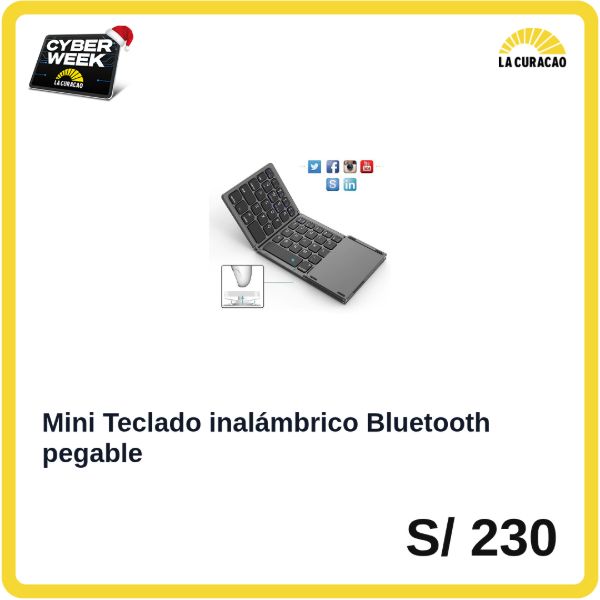 CYBER
WEEK
LA CURACAO
LA CURACAO
Mini Teclado inalámbrico Bluetooth
pegable
S/ 230